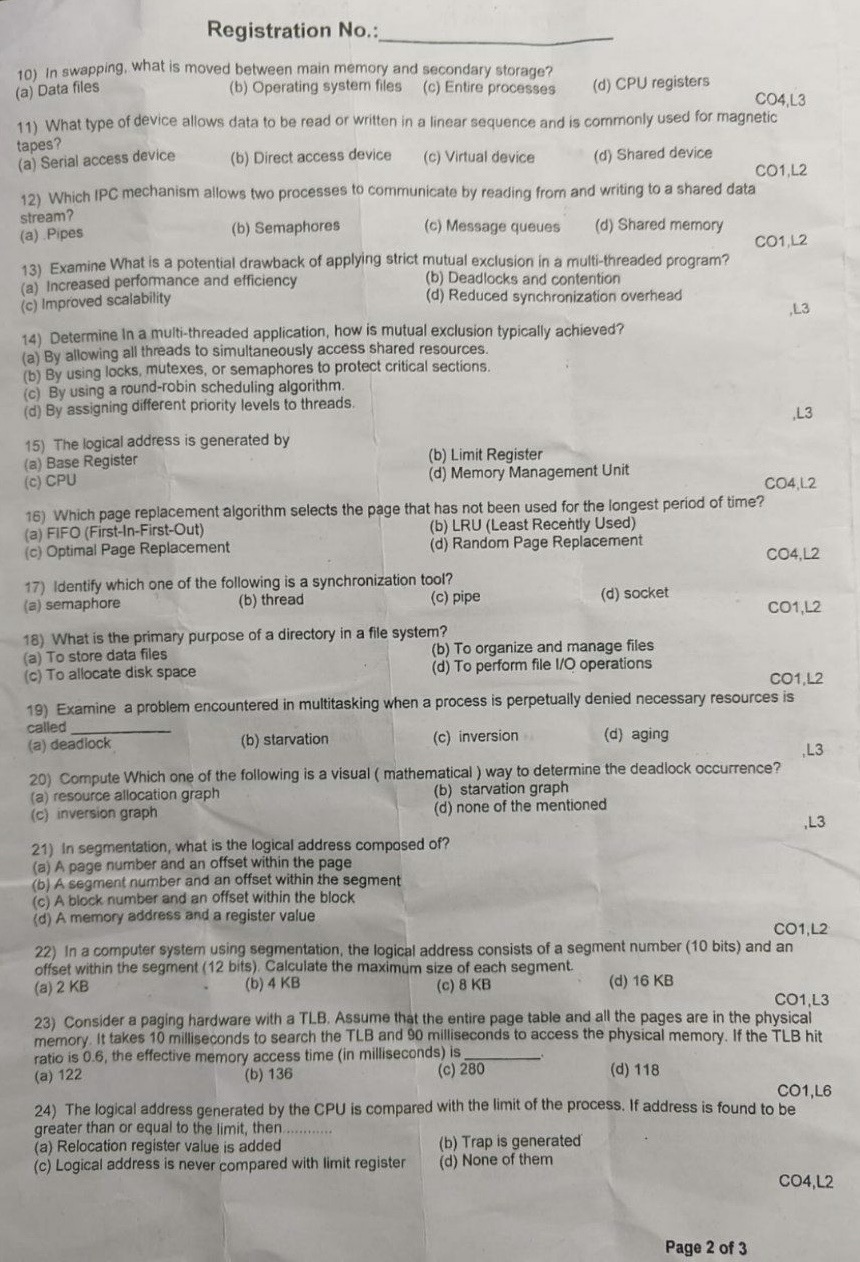 Registration No.:
10) In swapping, what is moved between main memory and secondary storage?
(a) Data files (b) Operating system files (c) Entire processes (d) CPU registers
CO4,L3
11) What type of device allows data to be read or written in a linear sequence and is commonly used for magnetic
tapes?
(a) Serial access device (b) Direct access device (c) Virtual device (d) Shared device
CO1,L2
12) Which IPC mechanism allows two processes to communicate by reading from and writing to a shared data
stream?
(a) Pipes (b) Semaphores (c) Message queues (d) Shared memory
CO1,L2
13) Examine What is a potential drawback of applying strict mutual exclusion in a multi-threaded program?
(a) Increased performance and efficiency (b) Deadlocks and contention
(c) Improved scalability (d) Reduced synchronization overhead
,L3
14) Determine In a multi-threaded application, how is mutual exclusion typically achieved?
(a) By allowing all threads to simultaneously access shared resources.
(b) By using locks, mutexes, or semaphores to protect critical sections.
(c) By using a round-robin scheduling algorithm.
(d) By assigning different priority levels to threads.
,L3
15) The logical address is generated by
(a) Base Register (b) Limit Register
(c) CPU (d) Memory Management Unit
CO4,L2
16) Which page replacement algorithm selects the page that has not been used for the longest period of time?
(a) FIFO (First-In-First-Out) (b) LRU (Least Recently Used)
(c) Optimal Page Replacement (d) Random Page Replacement
CO4,L2
17) Identify which one of the following is a synchronization tool?
(a) semaphore (b) thread (c) pipe (d) socket
CO1,L2
18) What is the primary purpose of a directory in a file system?
(a) To store data files (b) To organize and manage files
(c) To allocate disk space (d) To perform file I/O operations
CO1,L2
19) Examine a problem encountered in multitasking when a process is perpetually denied necessary resources is
called ____________
(a) deadlock (b) starvation (c) inversion (d) aging
,L3
20) Compute Which one of the following is a visual ( mathematical ) way to determine the deadlock occurrence?
(a) resource allocation graph (b) starvation graph
(c) inversion graph (d) none of the mentioned
,L3
21) In segmentation, what is the logical address composed of?
(a) A page number and an offset within the page
(b) A segment number and an offset within the segment
(c) A block number and an offset within the block
(d) A memory address and a register value
CO1,L2
22) In a computer system using segmentation, the logical address consists of a segment number (10 bits) and an
offset within the segment (12 bits). Calculate the maximum size of each segment.
(a) 2 KB (b) 4 KB (c) 8 KB (d) 16 KB
CO1,L3
23) Consider a paging hardware with a TLB. Assume that the entire page table and all the pages are in the physical
memory. It takes 10 milliseconds to search the TLB and 90 milliseconds to access the physical memory. If the TLB hit
ratio is 0.6, the effective memory access time (in milliseconds) is _________.
(a) 122 (b) 136 (c) 280 (d) 118
CO1,L6
24) The logical address generated by the CPU is compared with the limit of the process. If address is found to be
greater than or equal to the limit, then............
(a) Relocation register value is added (b) Trap is generated
(c) Logical address is never compared with limit register (d) None of them
CO4,L2
Page 2 of 3